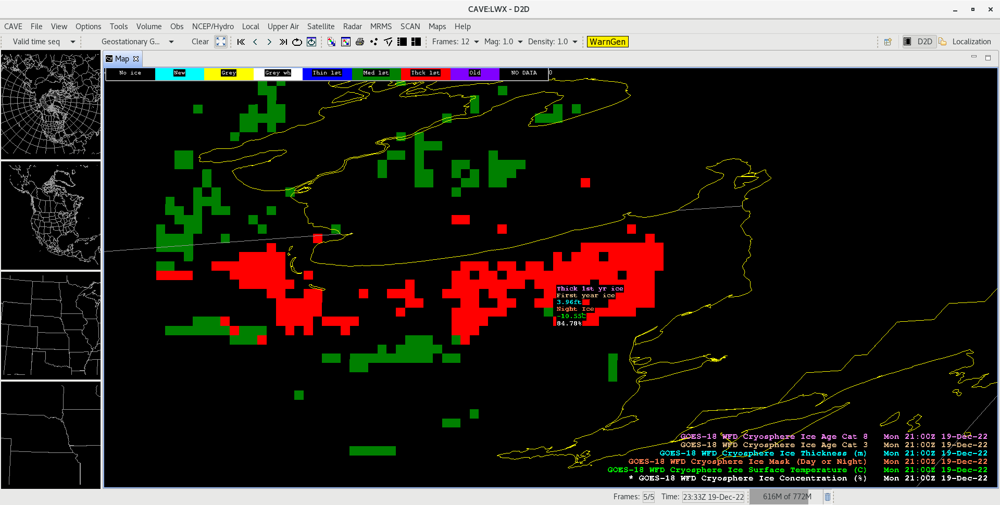 CAVE:LWX - D2D
CAVE File View Options Tools Volume Obs NCEP/Hydro Local Upper Air Satellite Radar MRMS SCAN Maps Help
Valid time seq Geostationary G... Clear Frames: 12 Mag: 1.0 Density: 1.0 WarnGen D2D Localization
Map
No ice New Grey Grey wh Thin 1st Med 1st Thck 1st Old NO DATA 0
Thick 1st yr ice
First year ice
3.96ft
Night Ice
-10.55C
84.78%
GOES-18 WFD Cryosphere Ice Age Cat 8 Mon 21:00Z 19-Dec-22
GOES-18 WFD Cryosphere Ice Age Cat 3 Mon 21:00Z 19-Dec-22
GOES-18 WFD Cryosphere Ice Thickness (m) Mon 21:00Z 19-Dec-22
GOES-18 WFD Cryosphere Ice Mask (Day or Night) Mon 21:00Z 19-Dec-22
GOES-18 WFD Cryosphere Ice Surface Temperature (C) Mon 21:00Z 19-Dec-22
* GOES-18 WFD Cryosphere Ice Concentration (%) Mon 21:00Z 19-Dec-22
Frames: 5/5 Time: 23:33Z 19-Dec-22 616M of 772M